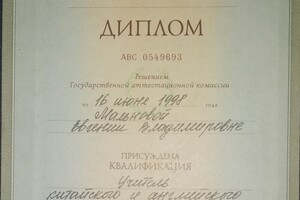 ДИПЛОМ
АВС 0549693
Решением
Государственной аттестационной комиссии
от 16 июня 1998 года
Мальновой
Евгении Владимировне
ПРИСУЖДЕНА
КВАЛИФИКАЦИЯ
Учитель
китайского и английского